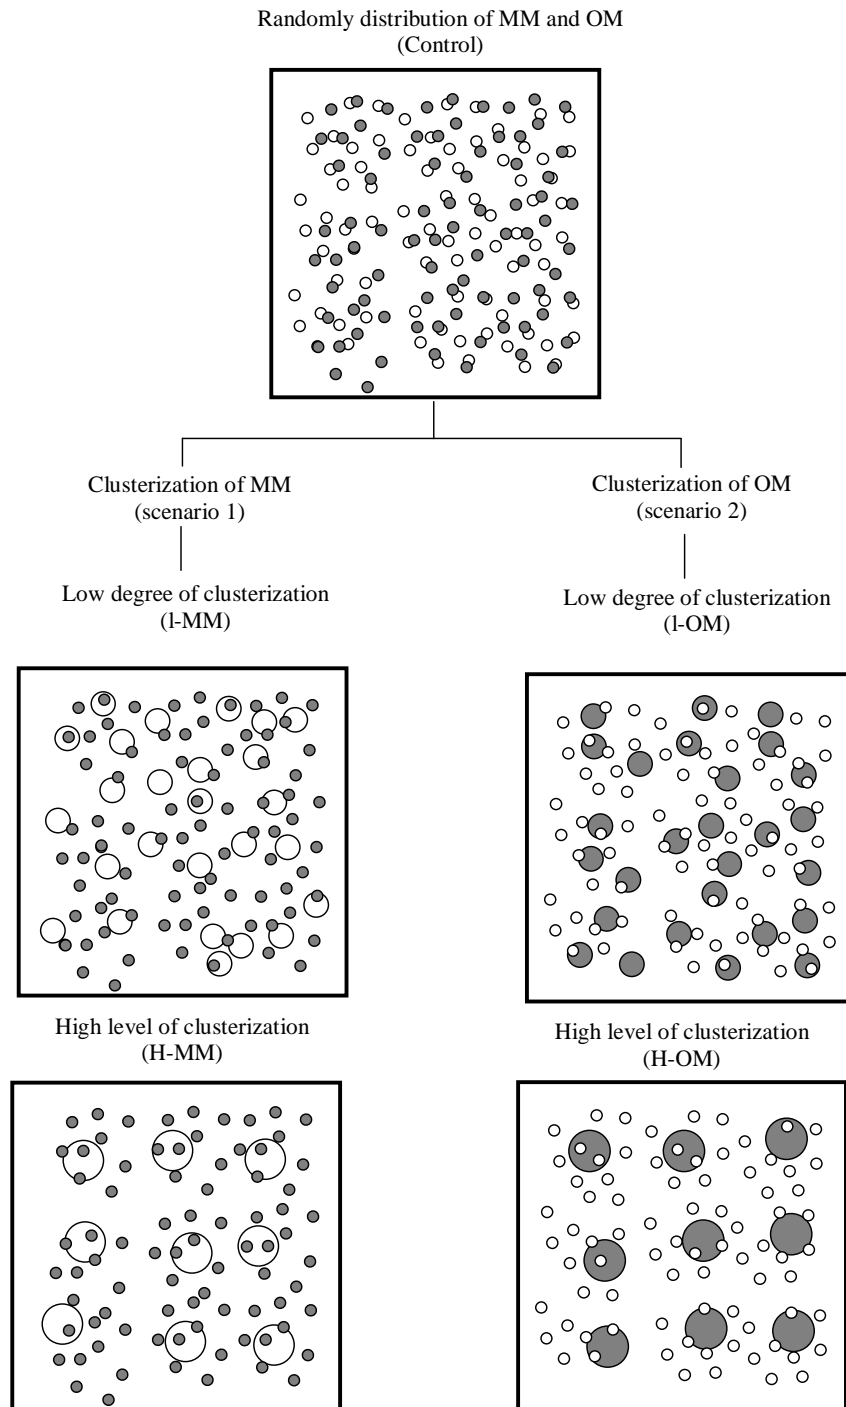 Randomly distribution of MM and OM
(Control)
Clusterization of MM
(scenario 1)
Clusterization of OM
(scenario 2)
Low degree of clusterization
(l-MM)
Low degree of clusterization
(l-OM)
High level of clusterization
(H-MM)
High level of clusterization
(H-OM)